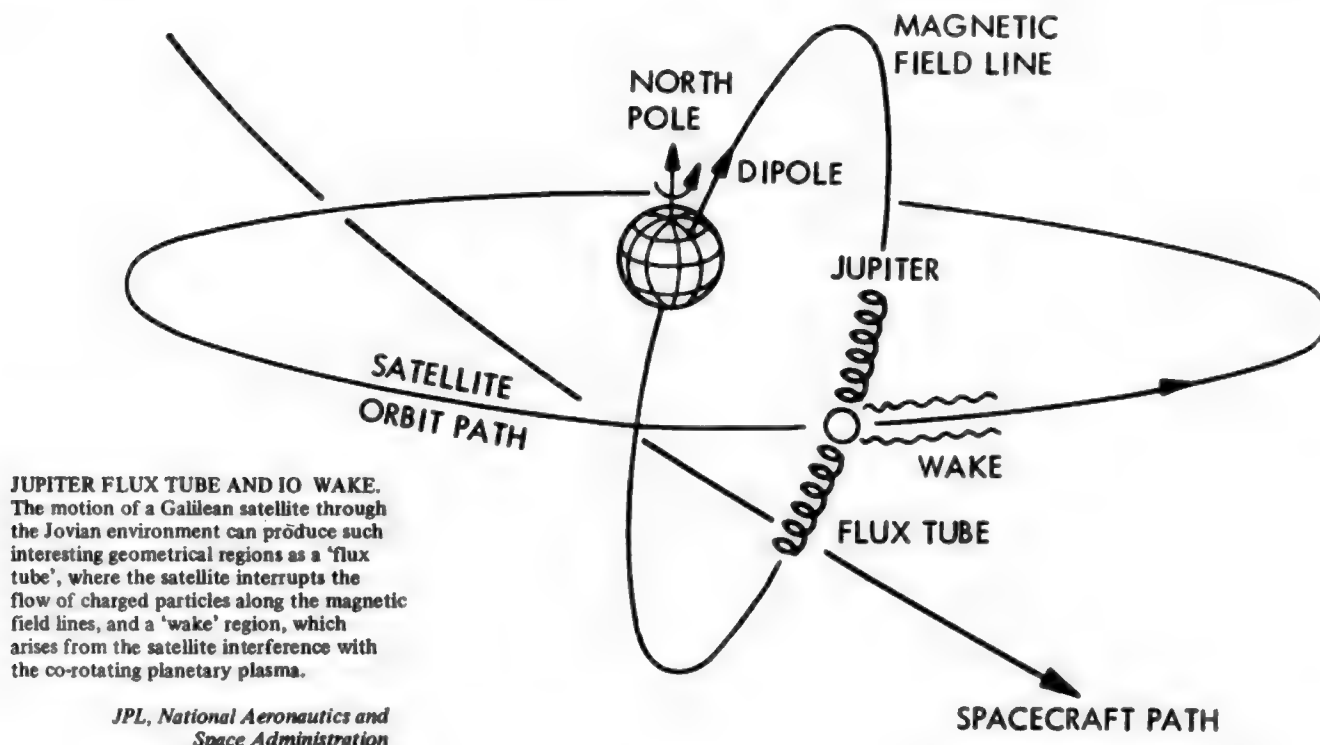 MAGNETIC
FIELD LINE
NORTH
POLE
DIPOLE
JUPITER
SATELLITE
ORBIT PATH
WAKE
FLUX TUBE
SPACECRAFT PATH
JUPITER FLUX TUBE AND IO WAKE.
The motion of a Galilean satellite through
the Jovian environment can produce such
interesting geometrical regions as a 'flux
tube', where the satellite interrupts the
flow of charged particles along the magnetic
field lines, and a 'wake' region, which
arises from the satellite interference with
the co-rotating planetary plasma.
JPL, National Aeronautics and
Space Administration